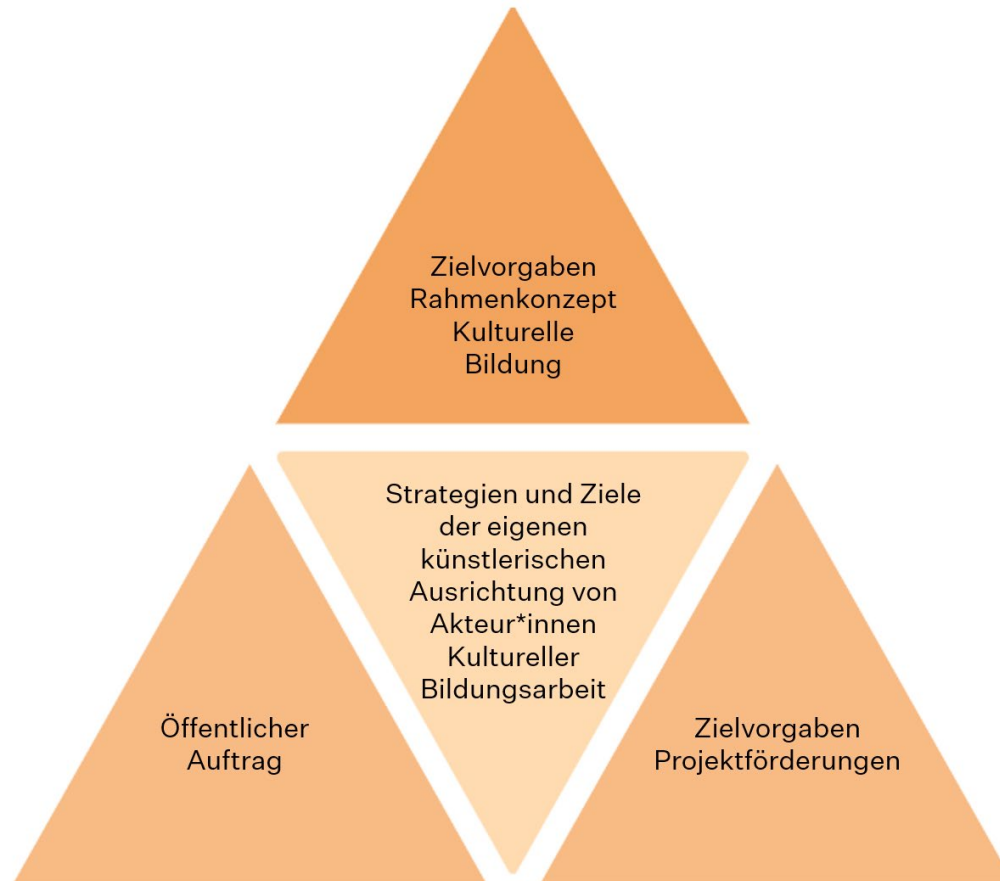 Zielvorgaben
Rahmenkonzept
Kulturelle
Bildung
Strategien und Ziele
der eigenen
künstlerischen
Ausrichtung von
Akteur*innen
Kultureller
Bildungsarbeit
Öffentlicher
Auftrag
Zielvorgaben
Projektförderungen